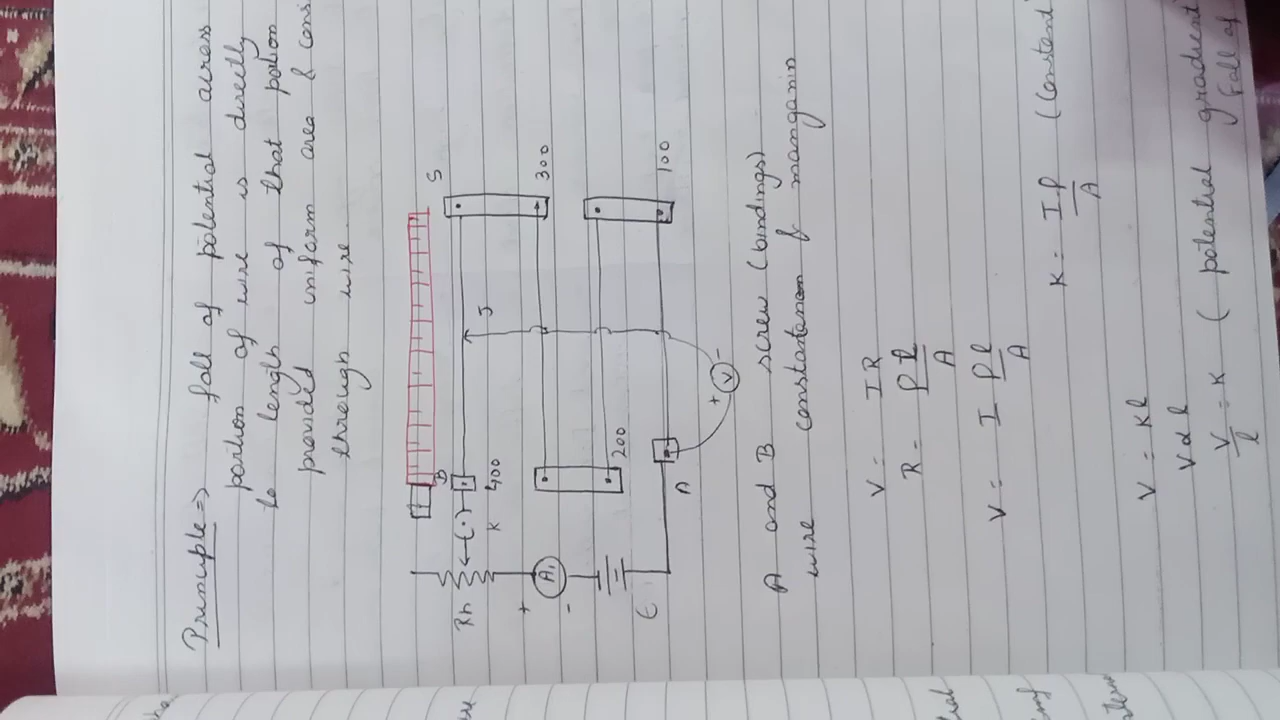 Principle => fall of potential across
portion of wire is directly
to length of that portion
provided uniform area & cons
through wire
S
B
400
K
Rh
J
300
+
A1
-
200
100
E
A
+
V
-
A and B screw (bindings)
wire constantan & manganin
V = IR
R = ρl/A
V = I ρl/A
K = Iρ/A (constant
V = Kl
V α l
V/l = K ( potential gradient
Fall of